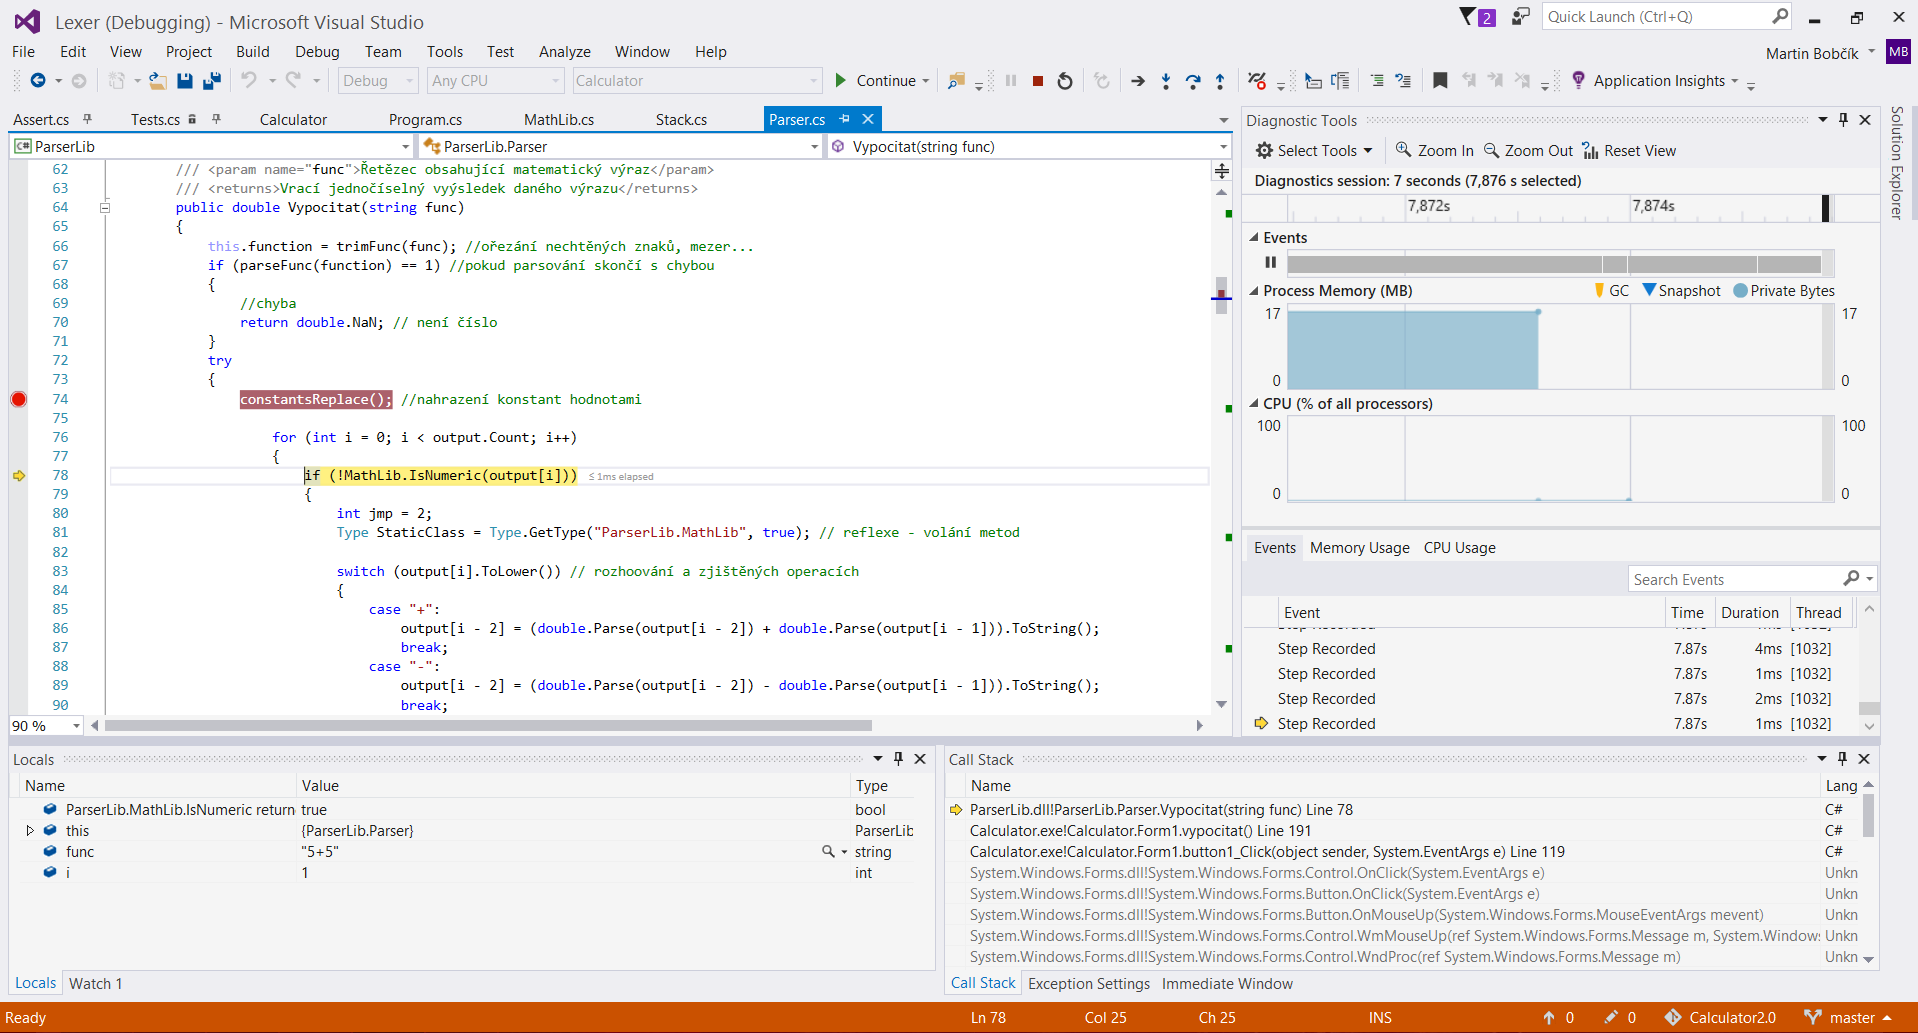 Lexer (Debugging) - Microsoft Visual Studio
2
Quick Launch (Ctrl+Q)
File Edit View Project Build Debug Team Tools Test Analyze Window Help
Martin Bobčík MB
Debug Any CPU Calculator Continue Application Insights
Assert.cs Tests.cs Calculator Program.cs MathLib.cs Stack.cs Parser.cs
C# ParserLib ParserLib.Parser Vypocitat(string func)
62 /// <param name="func">Řetězec obsahující matematický výraz</param>
63 /// <returns>Vrací jednočíselný vyýsledek daného výrazu</returns>
64 public double Vypocitat(string func)
65 {
66 this.function = trimFunc(func); //ořezání nechtěných znaků, mezer...
67 if (parseFunc(function) == 1) //pokud parsování skončí s chybou
68 {
69 //chyba
70 return double.NaN; // není číslo
71 }
72 try
73 {
74 constantsReplace(); //nahrazení konstant hodnotami
75
76 for (int i = 0; i < output.Count; i++)
77 {
78 if (!MathLib.IsNumeric(output[i])) ≤ 1ms elapsed
79 {
80 int jmp = 2;
81 Type StaticClass = Type.GetType("ParserLib.MathLib", true); // reflexe - volání metod
82
83 switch (output[i].ToLower()) // rozhoování a zjištěných operacích
84 {
85 case "+":
86 output[i - 2] = (double.Parse(output[i - 2]) + double.Parse(output[i - 1])).ToString();
87 break;
88 case "-":
89 output[i - 2] = (double.Parse(output[i - 2]) - double.Parse(output[i - 1])).ToString();
90 break;
90 %
Diagnostic Tools
Select Tools Zoom In Zoom Out Reset View
Diagnostics session: 7 seconds (7,876 s selected)
7,872s 7,874s
Events
Process Memory (MB) GC Snapshot Private Bytes
17 17
0 0
CPU (% of all processors)
100 100
0 0
Events Memory Usage CPU Usage
Search Events
Event Time Duration Thread
Step Recorded 7.87s 4ms [1032]
Step Recorded 7.87s 1ms [1032]
Step Recorded 7.87s 2ms [1032]
Step Recorded 7.87s 1ms [1032]
Solution Explorer
Locals
Name Value Type
ParserLib.MathLib.IsNumeric return true bool
this {ParserLib.Parser} ParserLib
func "5+5" string
i 1 int
Locals Watch 1
Call Stack
Name Lang
ParserLib.dll!ParserLib.Parser.Vypocitat(string func) Line 78 C#
Calculator.exe!Calculator.Form1.vypocitat() Line 191 C#
Calculator.exe!Calculator.Form1.button1_Click(object sender, System.EventArgs e) Line 119 C#
System.Windows.Forms.dll!System.Windows.Forms.Control.OnClick(System.EventArgs e) Unkn
System.Windows.Forms.dll!System.Windows.Forms.Button.OnClick(System.EventArgs e) Unkn
System.Windows.Forms.dll!System.Windows.Forms.Button.OnMouseUp(System.Windows.Forms.MouseEventArgs mevent) Unkn
System.Windows.Forms.dll!System.Windows.Forms.Control.WmMouseUp(ref System.Windows.Forms.Message m, System.Windows Unkn
System.Windows.Forms.dll!System.Windows.Forms.Control.WndProc(ref System.Windows.Forms.Message m) Unkn
Call Stack Exception Settings Immediate Window
Ready Ln 78 Col 25 Ch 25 INS 0 0 Calculator2.0 master